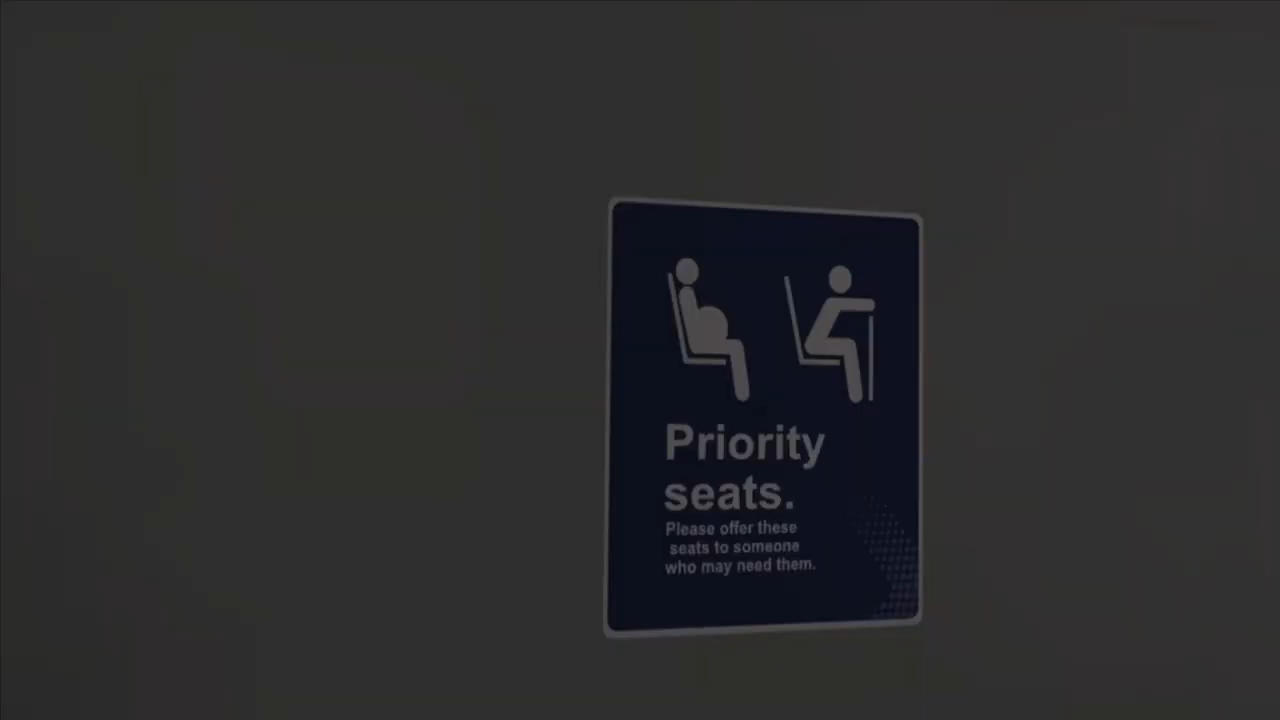 Priority
seats.
Please offer these
seats to someone
who may need them.